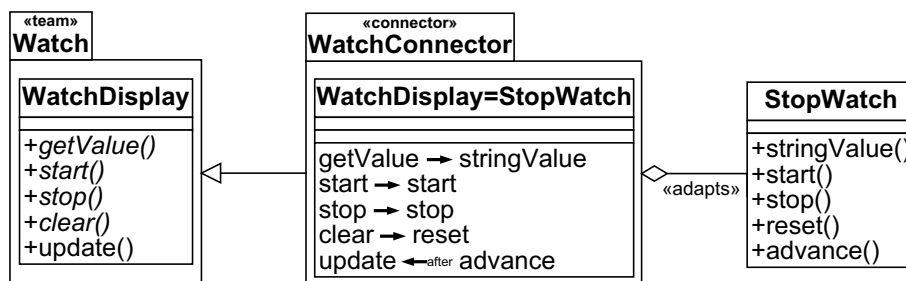 «team»
Watch
WatchDisplay
+getValue()
+start()
+stop()
+clear()
+update()
«connector»
WatchConnector
WatchDisplay=StopWatch
getValue → stringValue
start → start
stop → stop
clear → reset
update ← after advance
«adapts»
StopWatch
+stringValue()
+start()
+stop()
+reset()
+advance()